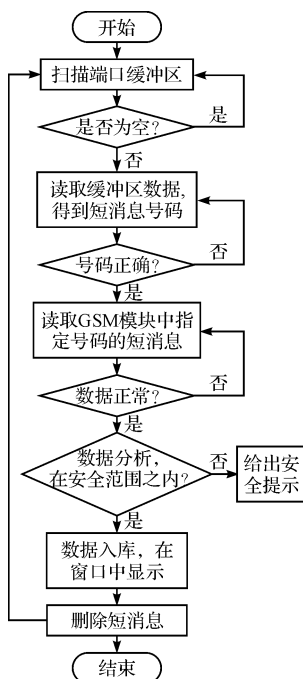 开始
扫描端口缓冲区
是否为空?
是
否
读取缓冲区数据,
得到短消息号码
号码正确?
否
是
读取GSM模块中指
定号码的短消息
数据正常?
否
是
数据分析,
在安全范围之内?
否
给出安
全提示
是
数据入库，在
窗口中显示
删除短消息
结束